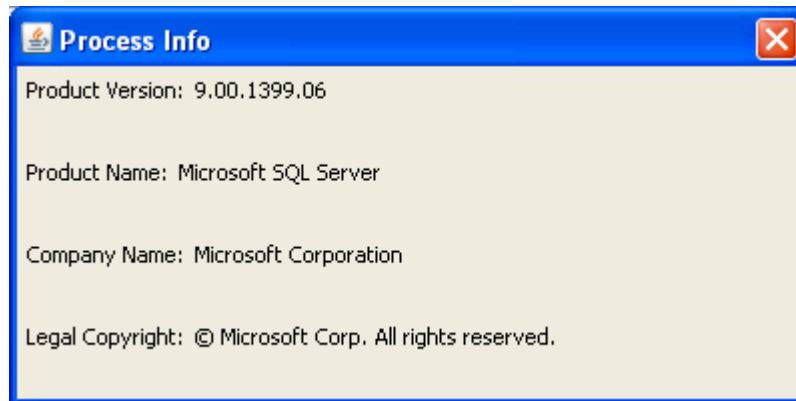 Process Info
Product Version: 9.00.1399.06
Product Name: Microsoft SQL Server
Company Name: Microsoft Corporation
Legal Copyright: © Microsoft Corp. All rights reserved.